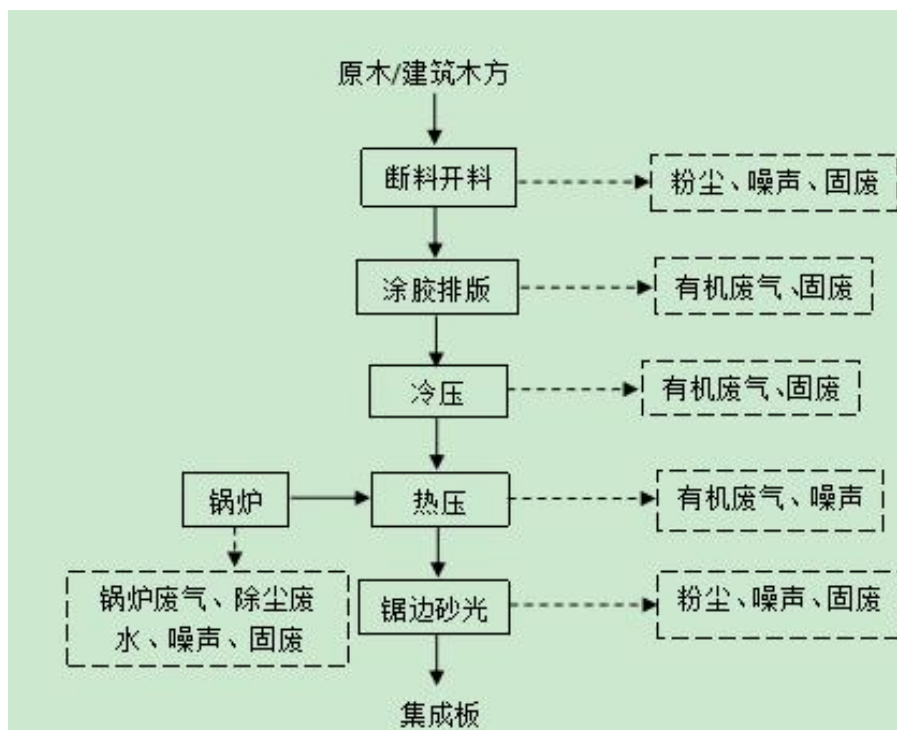 原木/建筑木方
断料开料
粉尘、噪声、固废
涂胶排版
有机废气、固废
冷压
有机废气、固废
锅炉
热压
有机废气、噪声
锅炉废气、除尘废
水、噪声、固废
锯边砂光
粉尘、噪声、固废
集成板